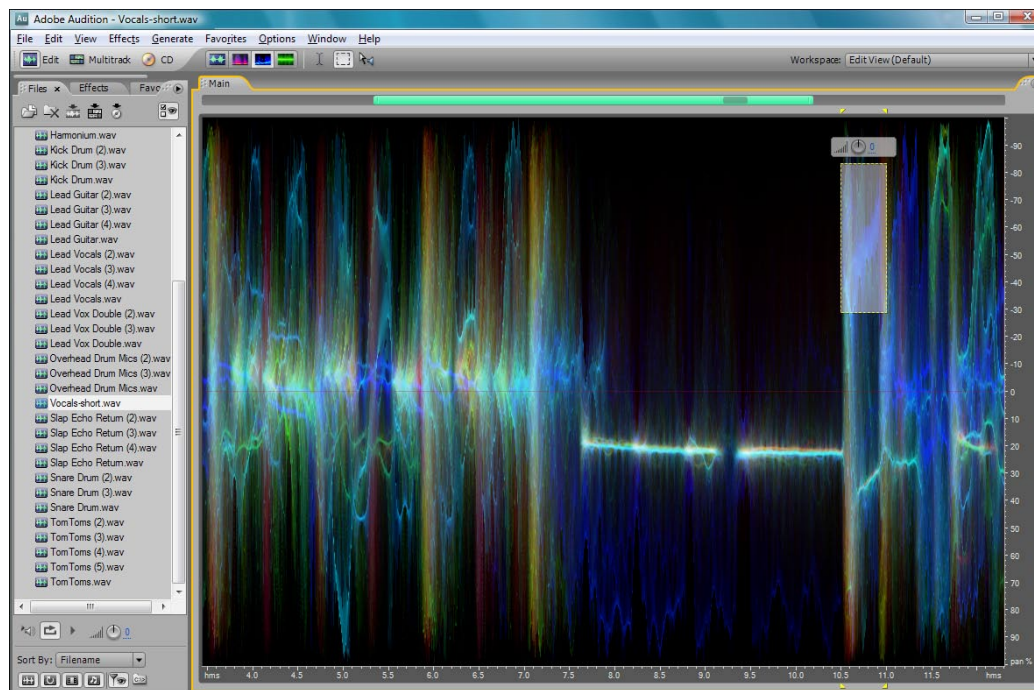 Au Adobe Audition - Vocals-short.wav
File Edit View Effects Generate Favorites Options Window Help
Edit Multitrack CD Workspace: Edit View (Default)
Files x Effects Favo
Main
Harmonium.wav
Kick Drum (2).wav
Kick Drum (3).wav
Kick Drum.wav
Lead Guitar (2).wav
Lead Guitar (3).wav
Lead Guitar (4).wav
Lead Guitar.wav
Lead Vocals (2).wav
Lead Vocals (3).wav
Lead Vocals (4).wav
Lead Vocals.wav
Lead Vox Double (2).wav
Lead Vox Double (3).wav
Lead Vox Double.wav
Overhead Drum Mics (2).wav
Overhead Drum Mics (3).wav
Overhead Drum Mics.wav
Vocals-short.wav
Slap Echo Return (2).wav
Slap Echo Return (3).wav
Slap Echo Return (4).wav
Slap Echo Return.wav
Snare Drum (2).wav
Snare Drum (3).wav
Snare Drum.wav
TomToms (2).wav
TomToms (3).wav
TomToms (4).wav
TomToms (5).wav
TomToms.wav
0
Sort By: Filename
0
-90
-80
-70
-60
-50
-40
-30
-20
-10
0
10
20
30
40
50
60
70
80
90
pan %
hms 4.0 4.5 5.0 5.5 6.0 6.5 7.0 7.5 8.0 8.5 9.0 9.5 10.0 10.5 11.0 11.5 hms